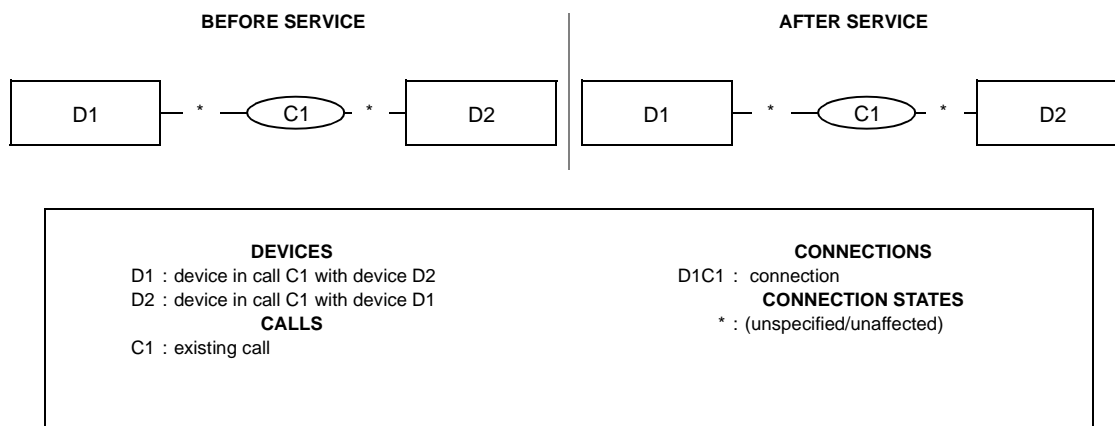 BEFORE SERVICE
AFTER SERVICE
D1 * C1 * D2
D1 * C1 * D2
DEVICES
D1 : device in call C1 with device D2
D2 : device in call C1 with device D1
CALLS
C1 : existing call
CONNECTIONS
D1C1 : connection
CONNECTION STATES
* : (unspecified/unaffected)